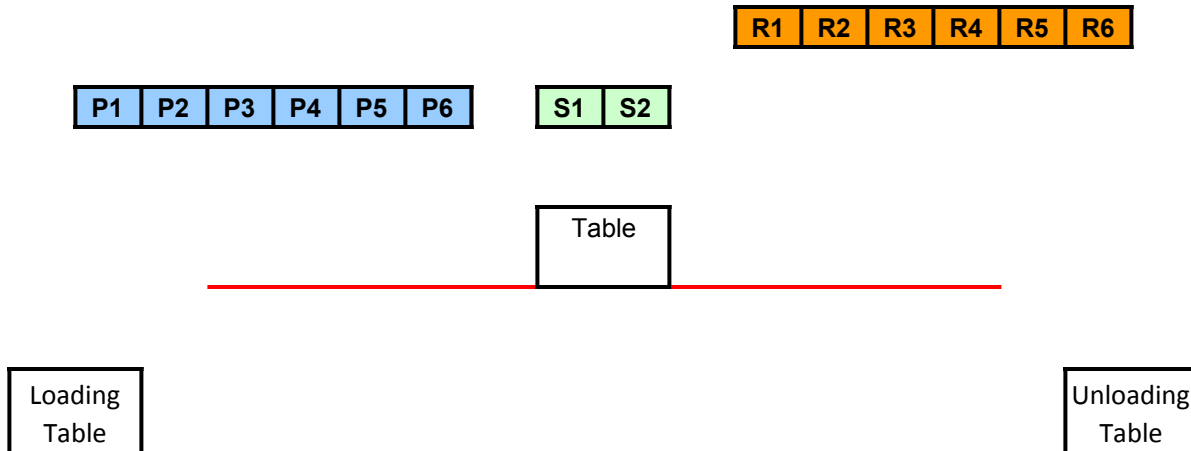 R1 R2 R3 R4 R5 R6
P1 P2 P3 P4 P5 P6 S1 S2
Table
Loading
Table
Unloading
Table